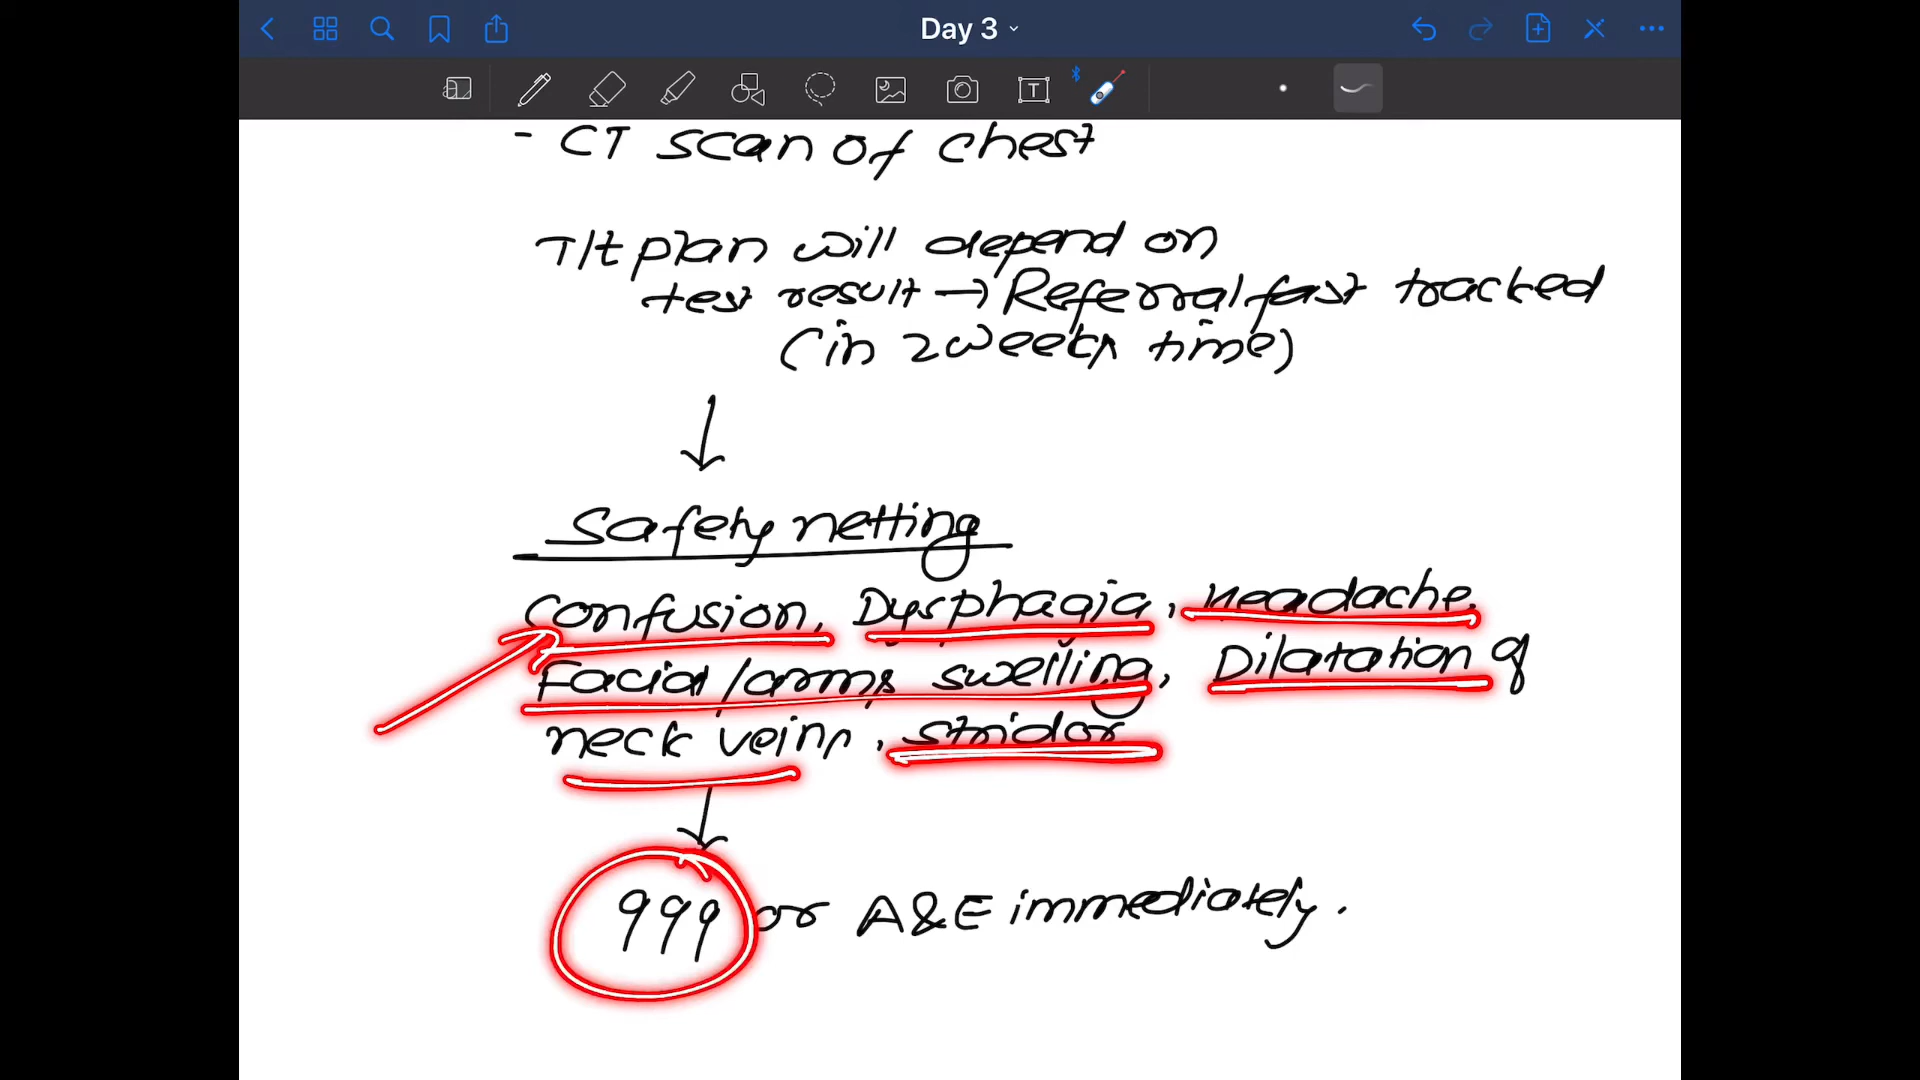 Day 3
- CT scan of chest
T/t plan will depend on
test result → Referral fast tracked
(in 2 weeks time)
Safety netting
Confusion, Dysphagia, Headache,
Facial/arms swelling, Dilatation of
neck veins, stridor
999 or A&E immediately.